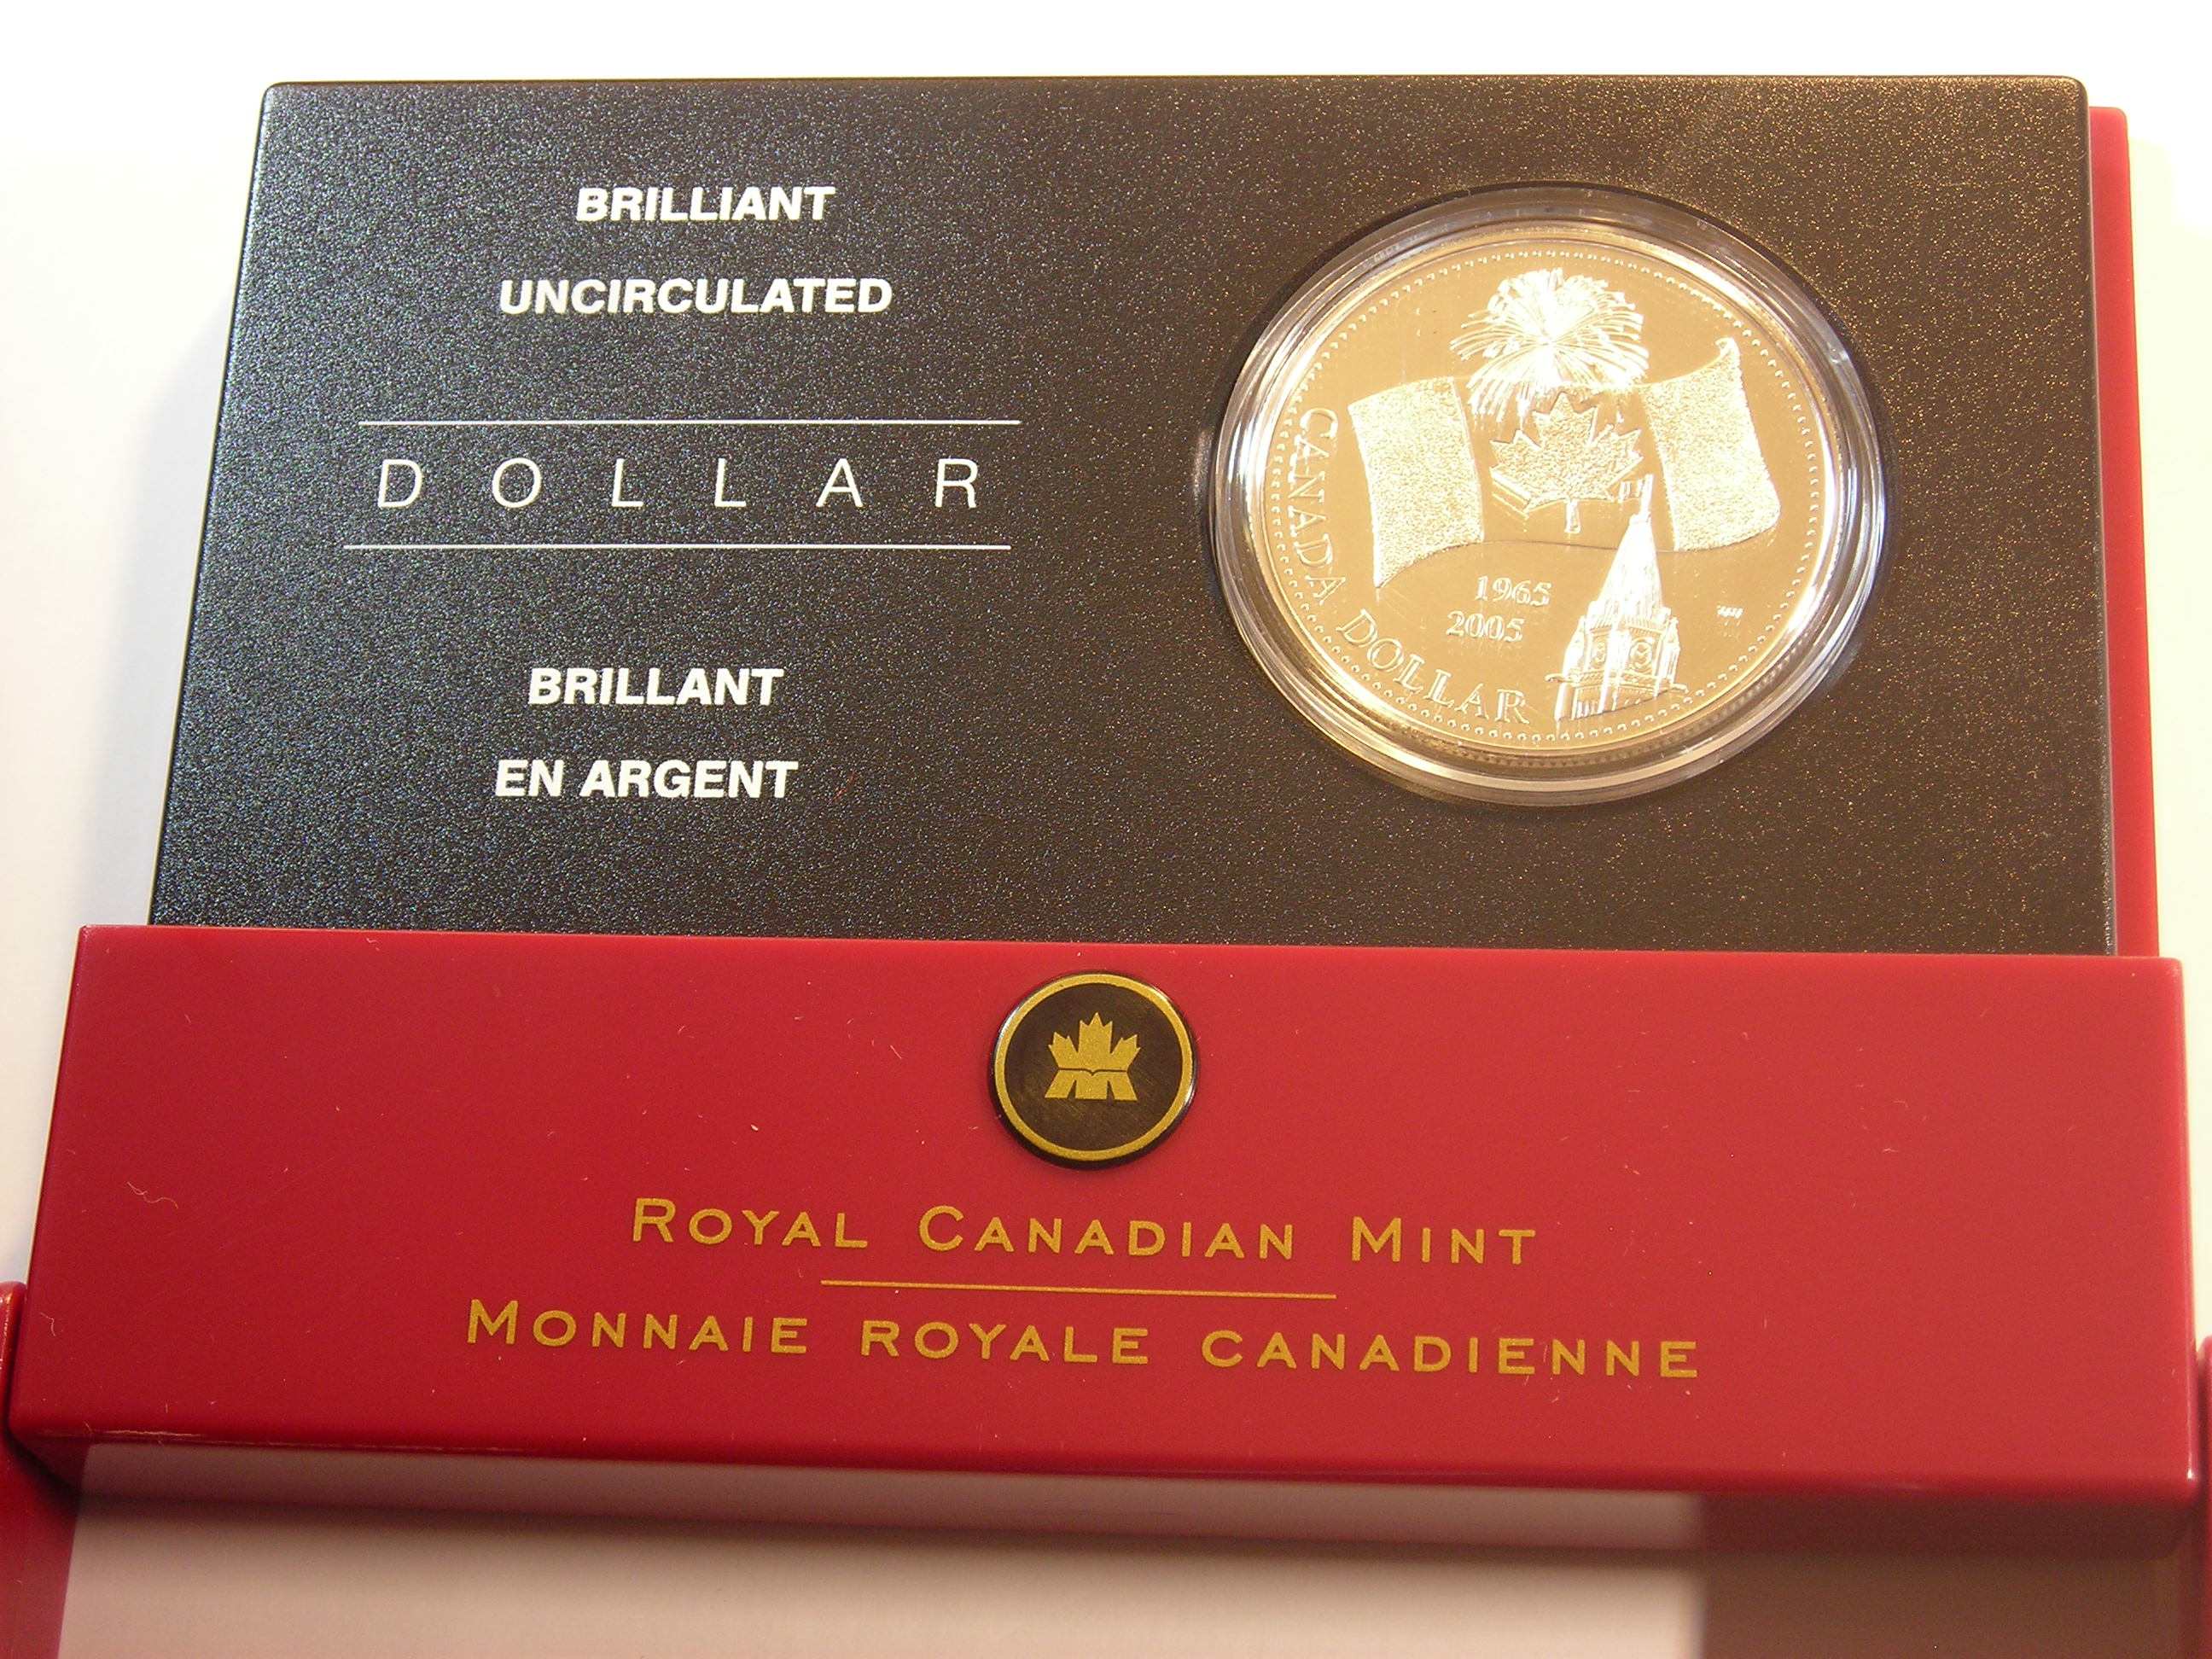 BRILLIANT
UNCIRCULATED
DOLLAR
BRILLANT
EN ARGENT
CANADA DOLLAR
1965
2005
ROYAL CANADIAN MINT
MONNAIE ROYALE CANADIENNE